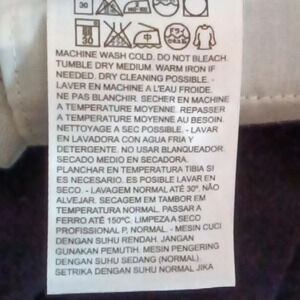 30
30
MACHINE WASH COLD. DO NOT BLEACH.
TUMBLE DRY MEDIUM. WARM IRON IF
NEEDED. DRY CLEANING POSSIBLE. -
LAVER EN MACHINE A L'EAU FROIDE.
NE PAS BLANCHIR. SECHER EN MACHINE
A TEMPERATURE MOYENNE. REPASSER
A TEMPERATURE MOYENNE AU BESOIN.
NETTOYAGE A SEC POSSIBLE. - LAVAR
EN LAVADORA CON AGUA FRIA Y
DETERGENTE. NO USAR BLANQUEADOR.
SECADO MEDIO EN SECADORA.
PLANCHAR EN TEMPERATURA TIBIA SI
ES NECESARIO. ES POSIBLE LAVAR EN
SECO. - LAVAGEM NORMAL ATÉ 30º. NÃO
ALVEJAR. SECAGEM EM TAMBOR EM
TEMPERATURA NORMAL. PASSAR A
FERRO ATÉ 150ºC. LIMPEZA A SECO
PROFISSIONAL P, NORMAL. - MESIN CUCI
DENGAN SUHU RENDAH. JANGAN
GUNAKAN PEMUTIH. MESIN PENGERING
DENGAN SUHU SEDANG (NORMAL).
SETRIKA DENGAN SUHU NORMAL JIKA